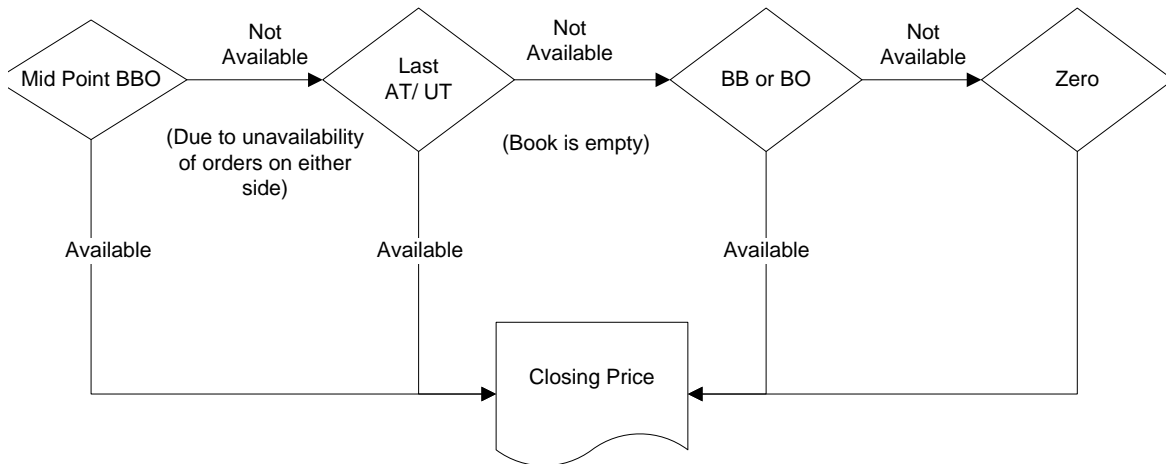 Not
Available
Not
Available
Not
Available
Mid Point BBO
Last
AT/ UT
BB or BO
Zero
(Due to unavailability
of orders on either
side)
(Book is empty)
Available
Available
Available
Closing Price